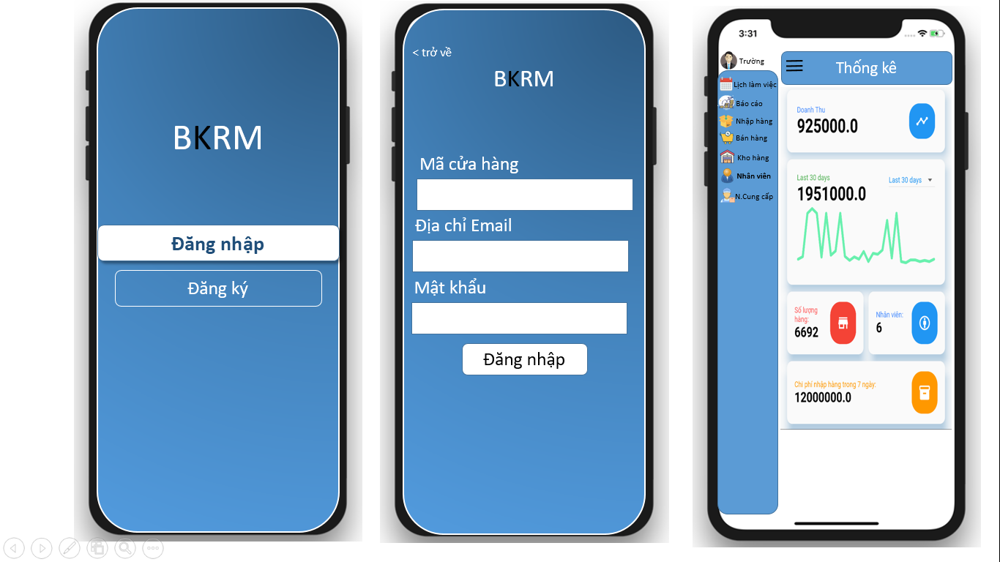 BKRM
Đăng nhập
Đăng ký
< trở về
BKRM
Mã cửa hàng
Địa chỉ Email
Mật khẩu
Đăng nhập
3:31
Trường
Lịch làm việc
Báo cáo
Nhập hàng
Bán hàng
Kho hàng
Nhân viên
N.Cung cấp
Thống kê
Doanh Thu
925000.0
Last 30 days
Last 30 days
1951000.0
Số lượng
hàng:
6692
Nhân viên:
6
Chi phí nhập hàng trong 7 ngày:
12000000.0